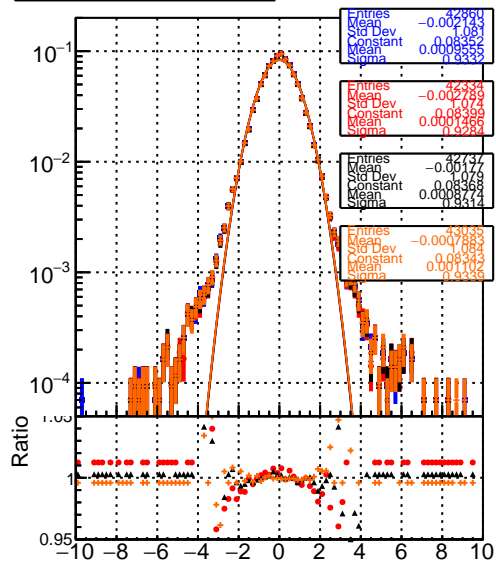 Entries 42860
Mean −0.002143
Std Dev 1.081
Constant 0.08352
Mean 0.0009555
Sigma 0.9332
Entries 42334
Mean −0.002789
Std Dev 1.074
Constant 0.08399
Mean 0.0001466
Sigma 0.9284
Entries 42737
Mean −0.00177
Std Dev 1.079
Constant 0.08368
Mean 0.0008774
Sigma 0.9314
Entries 43035
Mean −0.0007883
Std Dev 1.084
Constant 0.08343
Mean 0.001102
Sigma 0.9339
10⁻¹
10⁻²
10⁻³
10⁻⁴
1.05
1
0.95
Ratio
−10 −8 −6 −4 −2 0 2 4 6 8 10